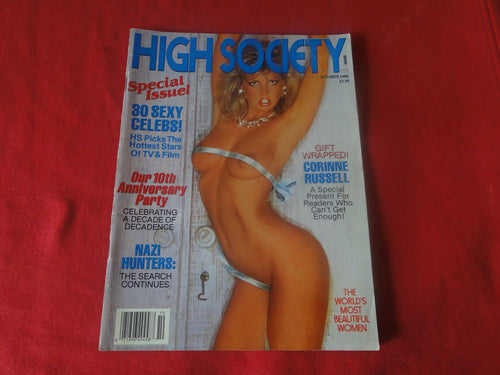 HIGH SOCIETY
Special
Issue!
30 SEXY
CELEBS!
HS Picks The
Hottest Stars
Of TV & Film
Our 10th
Anniversary
Party
CELEBRATING
A DECADE OF
DECADENCE
NAZI
HUNTERS:
THE SEARCH
CONTINUES
GIFT
WRAPPED!
CORINNE
RUSSELL
A Special
Present For
Readers Who
Can't Get
Enough!
THE
WORLD'S
MOST
BEAUTIFUL
WOMEN